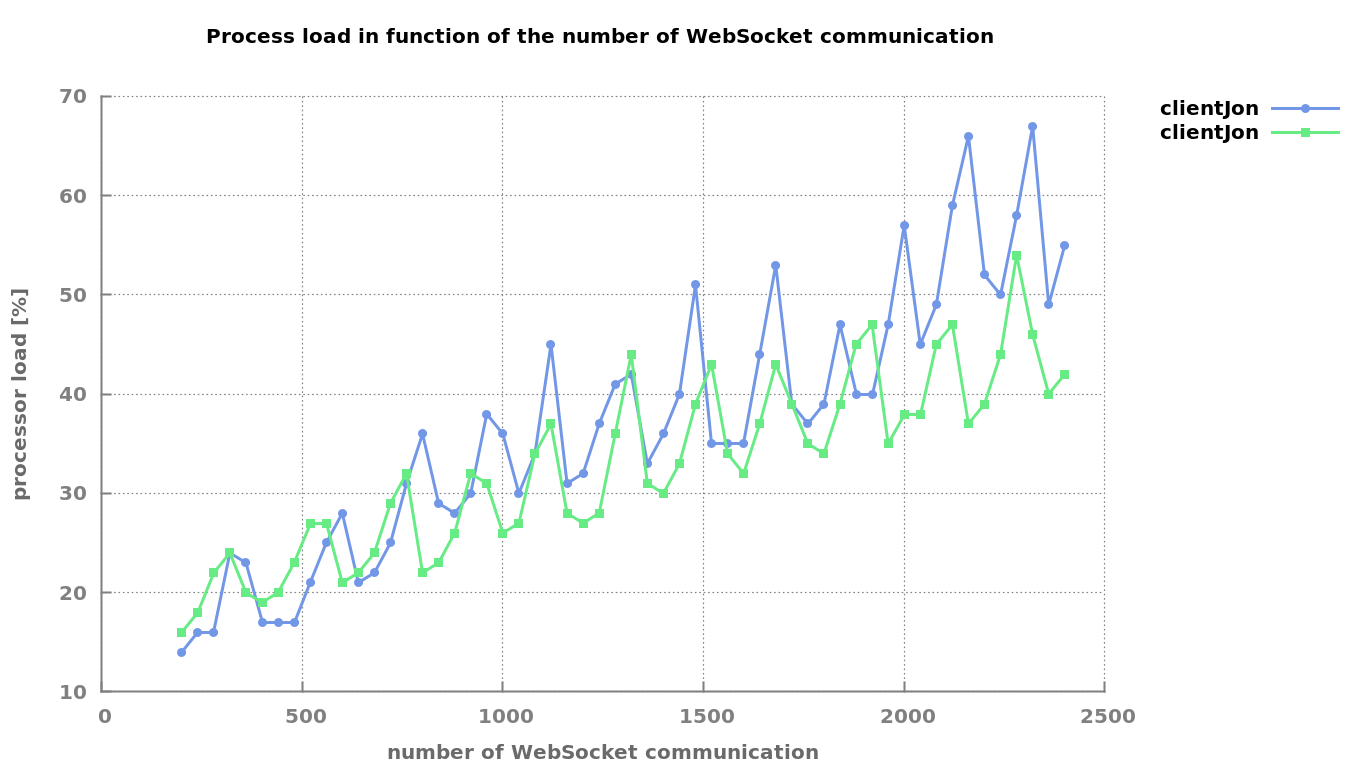 Process load in function of the number of WebSocket communication
clientJon
clientJon
70
60
50
40
30
20
10
processor load [%]
0 500 1000 1500 2000 2500
number of WebSocket communication